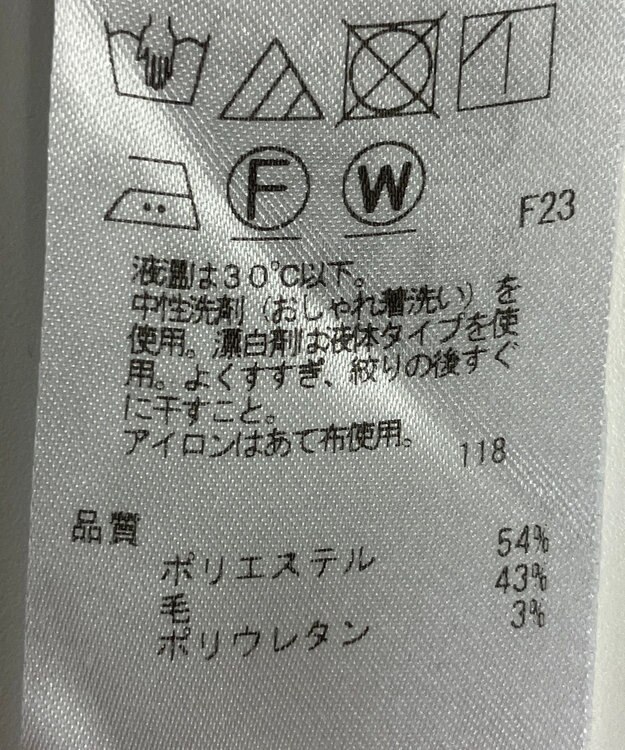 F W F23
液温は30℃以下。
中性洗剤（おしゃれ着洗い）を
使用。漂白剤は液体タイプを使
用。よくすすぎ、絞りの後すぐ
に干すこと。
アイロンはあて布使用。 118
品質
ポリエステル 54%
毛 43%
ポリウレタン 3%